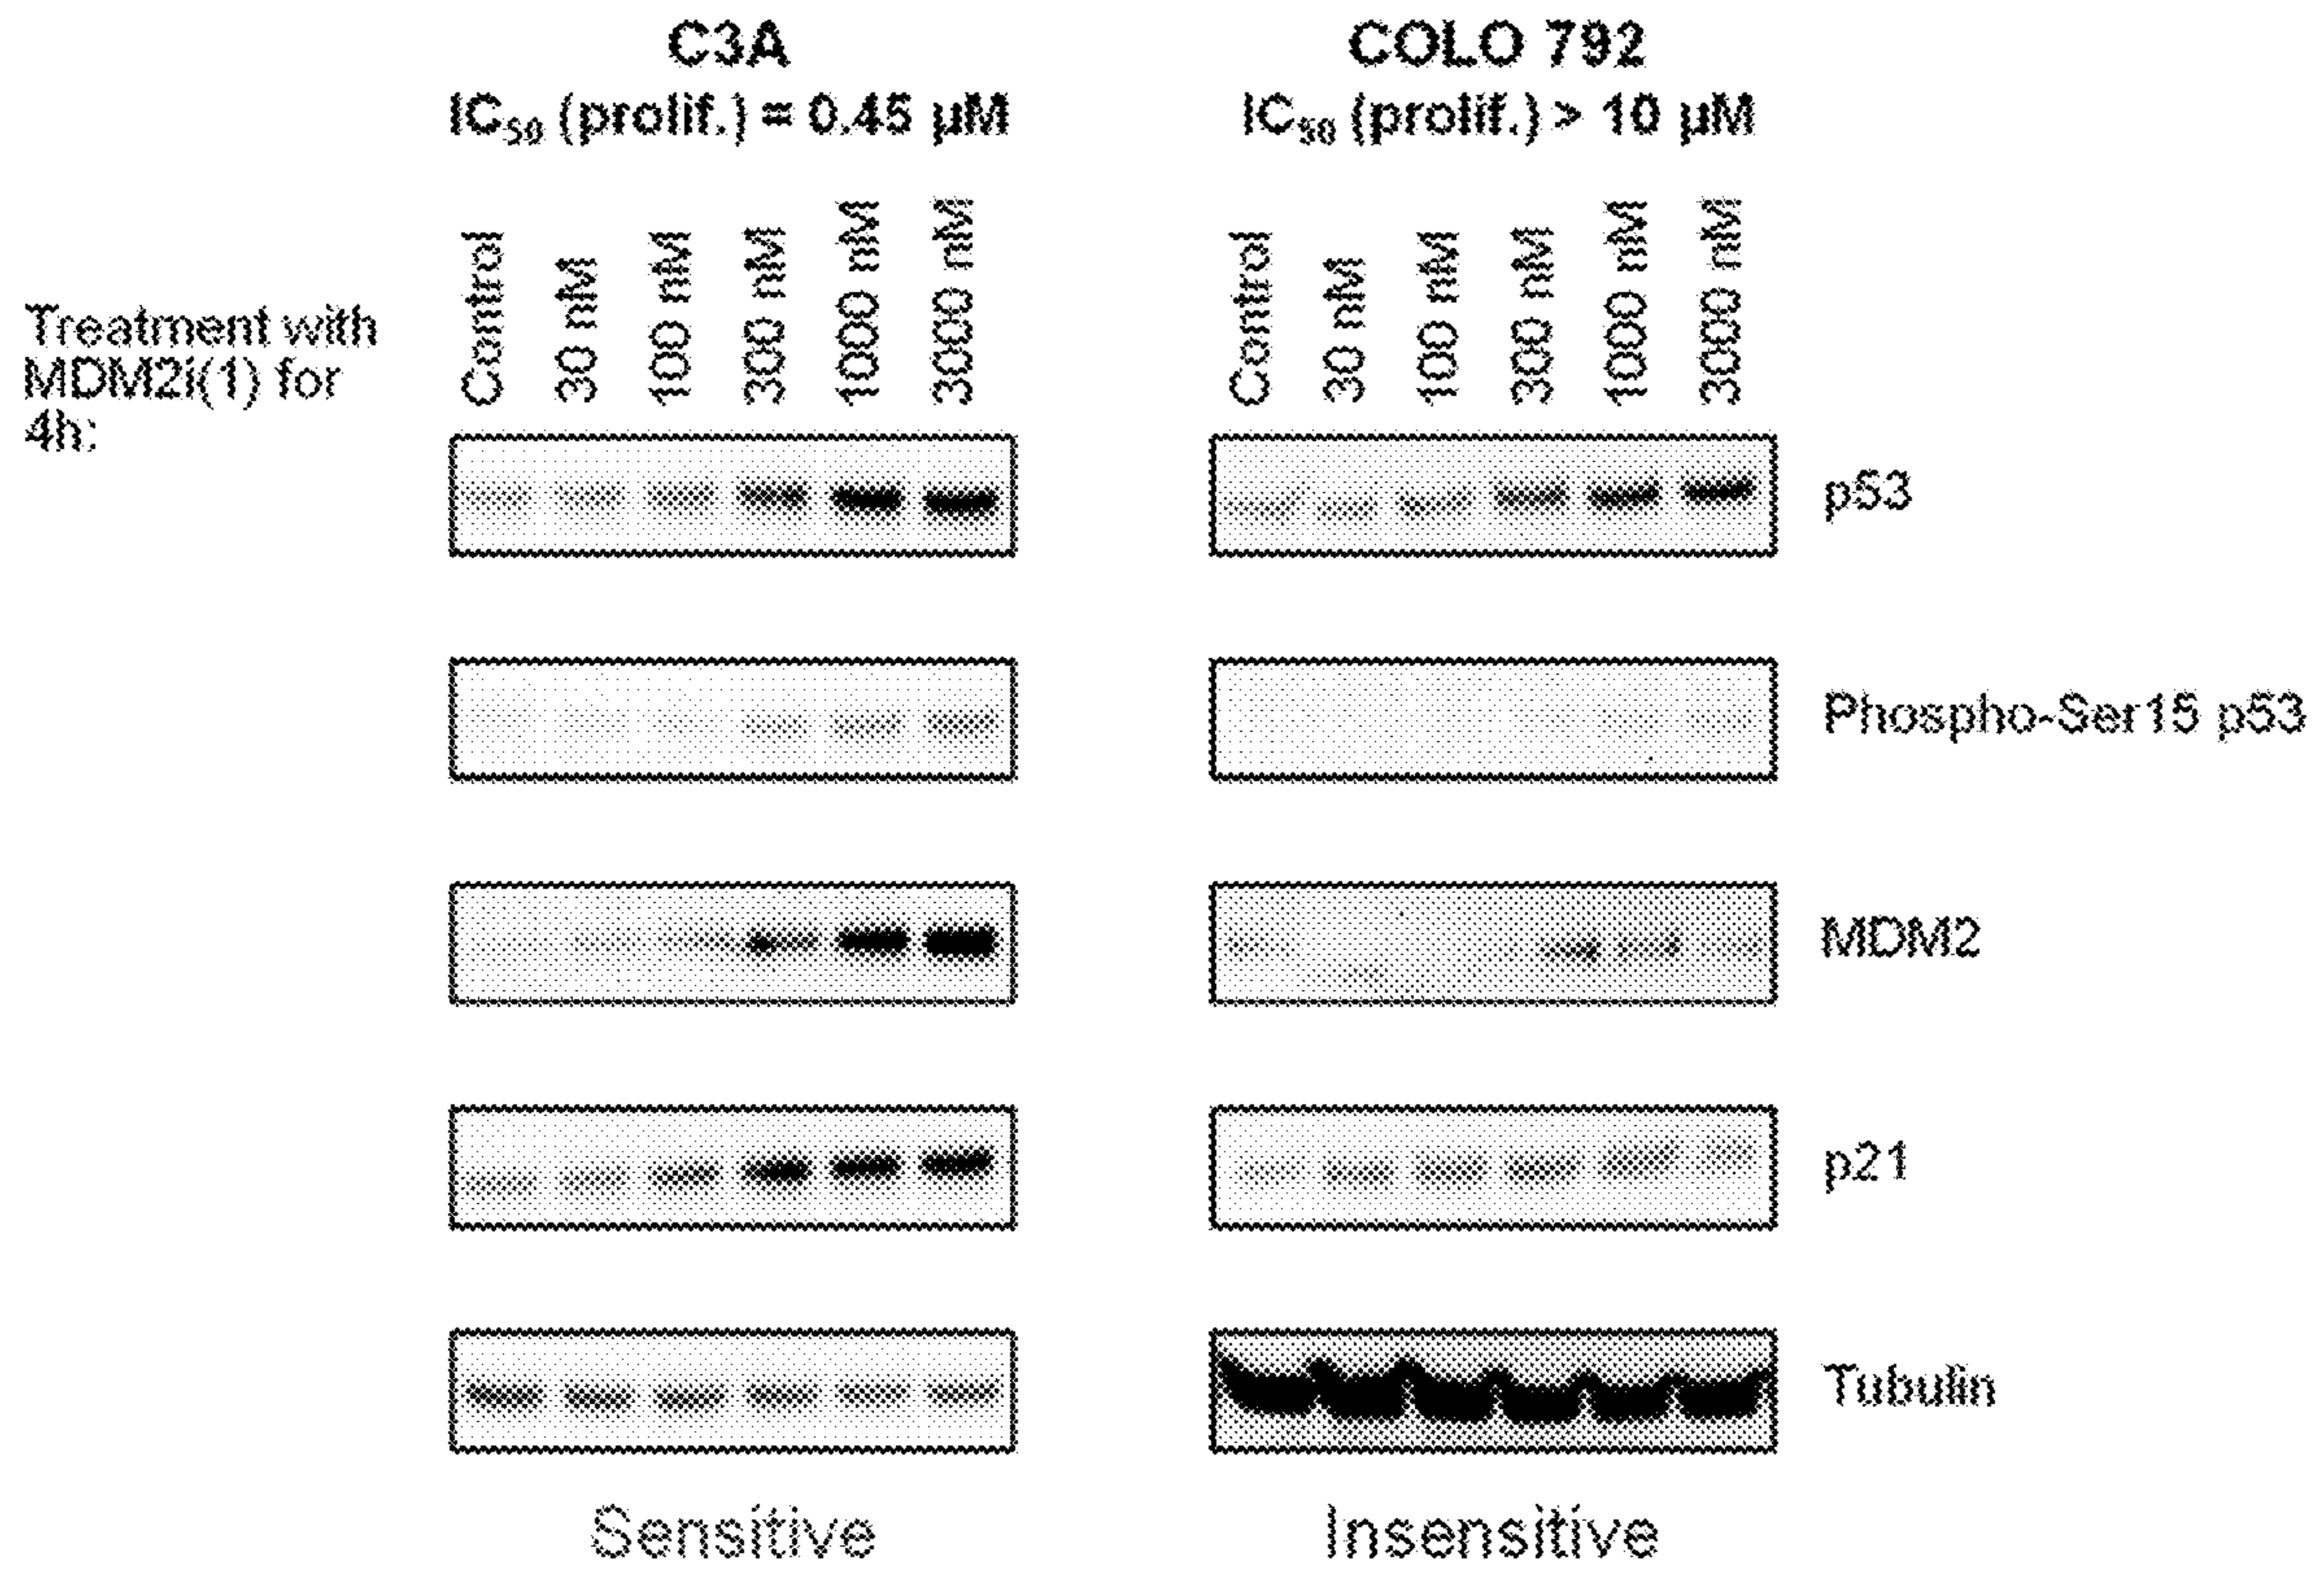 C3A
IC50 (prolif.) = 0.45 µM
COLO 792
IC50 (prolif.) > 10 µM
Treatment with
MDM2i(1) for
4h:
Control
30 nM
100 nM
300 nM
1000 nM
3000 nM
Control
30 nM
100 nM
300 nM
1000 nM
3000 nM
p53
Phospho-Ser15 p53
MDM2
p21
Tubulin
Sensitive
Insensitive